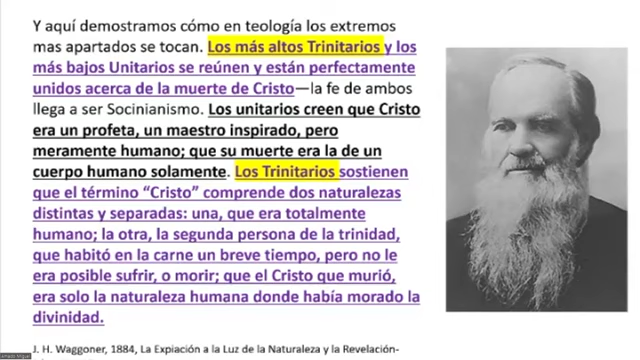 Y aquí demostramos cómo en teología los extremos
mas apartados se tocan. Los más altos Trinitarios y los
más bajos Unitarios se reúnen y están perfectamente
unidos acerca de la muerte de Cristo—la fe de ambos
llega a ser Socinianismo. Los unitarios creen que Cristo
era un profeta, un maestro inspirado, pero
meramente humano; que su muerte era la de un
cuerpo humano solamente. Los Trinitarios sostienen
que el término “Cristo” comprende dos naturalezas
distintas y separadas: una, que era totalmente
humano; la otra, la segunda persona de la trinidad,
que habitó en la carne un breve tiempo, pero no le
era posible sufrir, o morir; que el Cristo que murió,
era solo la naturaleza humana donde había morado la
divinidad.
J. H. Waggoner, 1884, La Expiación a la Luz de la Naturaleza y la Revelación-